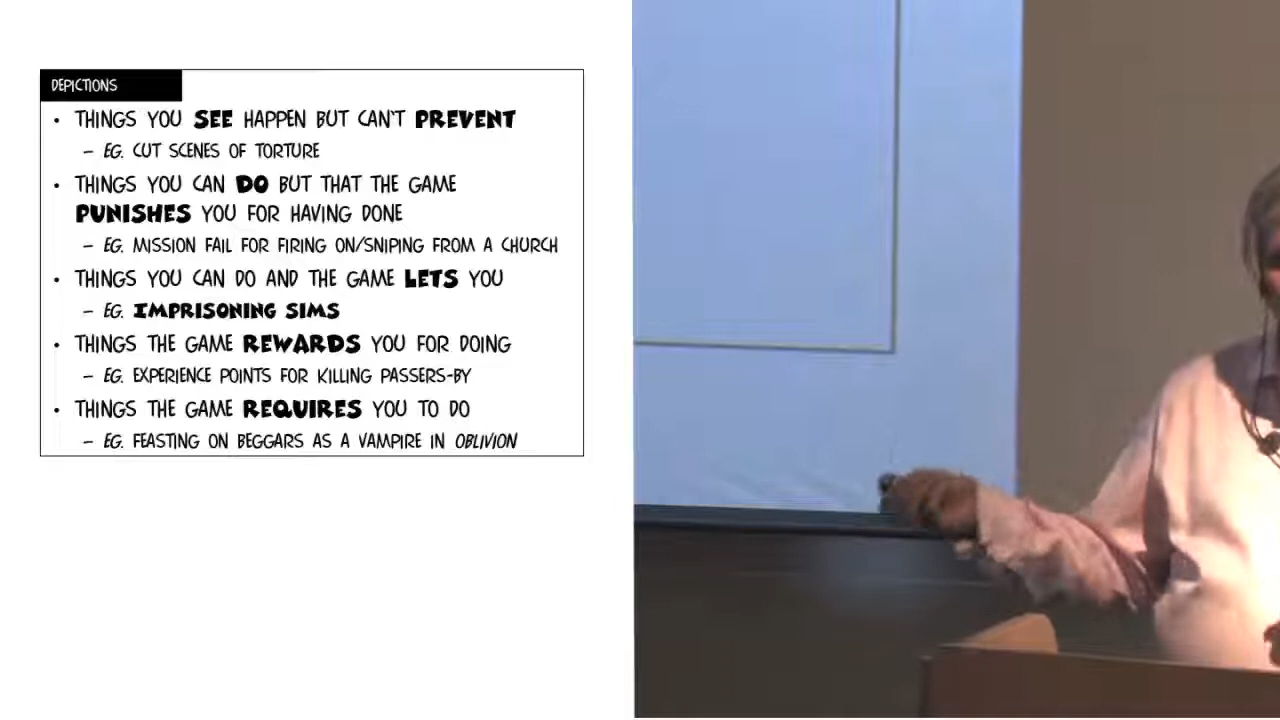 DEPICTIONS
• THINGS YOU SEE HAPPEN BUT CAN'T PREVENT
– EG. CUT SCENES OF TORTURE
• THINGS YOU CAN DO BUT THAT THE GAME
PUNISHES YOU FOR HAVING DONE
– EG. MISSION FAIL FOR FIRING ON/SNIPING FROM A CHURCH
• THINGS YOU CAN DO AND THE GAME LETS YOU
– EG. IMPRISONING SIMS
• THINGS THE GAME REWARDS YOU FOR DOING
– EG. EXPERIENCE POINTS FOR KILLING PASSERS-BY
• THINGS THE GAME REQUIRES YOU TO DO
– EG. FEASTING ON BEGGARS AS A VAMPIRE IN OBLIVION